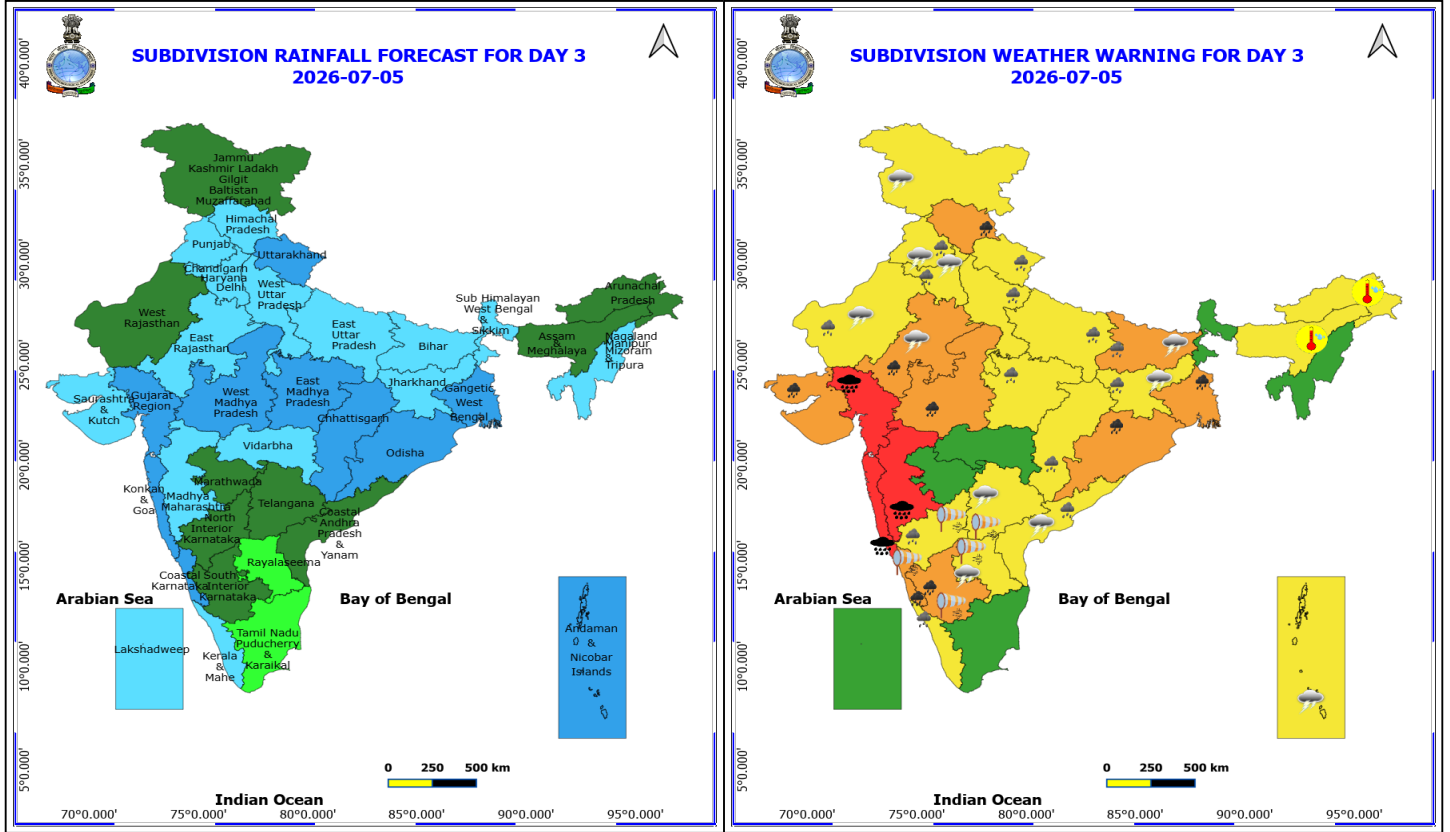 SUBDIVISION RAINFALL FORECAST FOR DAY 3
2026-07-05
40°0.000'
35°0.000'
30°0.000'
25°0.000'
20°0.000'
15°0.000'
10°0.000'
5°0.000'
Jammu
Kashmir Ladakh
Gilgit
Baltistan
Muzaffarabad
Himachal
Pradesh
Punjab
Uttarakhand
Chandigarh
Haryana
Delhi
West
Uttar
Pradesh
West
Rajasthan
East
Rajasthan
East
Uttar
Pradesh
Bihar
Sub Himalayan
West Bengal
&
Sikkim
Arunachal
Pradesh
Assam
&
Meghalaya
Nagaland
Manipur
Mizoram
&
Tripura
Jharkhand
Gangetic
West
Bengal
Saurashtra
&
Kutch
Gujarat
Region
West
Madhya
Pradesh
East
Madhya
Pradesh
Chhattisgarh
Odisha
Vidarbha
Konkan
&
Goa
Madhya
Maharashtra
Marathwada
Telangana
North
Interior
Karnataka
Coastal
Andhra
Pradesh
&
Yanam
Rayalaseema
Coastal
Karnataka
South
Interior
Karnataka
Tamil Nadu
Puducherry
&
Karaikal
Kerala
&
Mahe
Lakshadweep
Andaman
&
Nicobar
Islands
Arabian Sea
Bay of Bengal
0 250 500 km
Indian Ocean
70°0.000' 75°0.000' 80°0.000' 85°0.000' 90°0.000' 95°0.000'
SUBDIVISION WEATHER WARNING FOR DAY 3
2026-07-05
40°0.000'
35°0.000'
30°0.000'
25°0.000'
20°0.000'
15°0.000'
10°0.000'
5°0.000'
Arabian Sea
Bay of Bengal
0 250 500 km
Indian Ocean
70°0.000' 75°0.000' 80°0.000' 85°0.000' 90°0.000' 95°0.000'